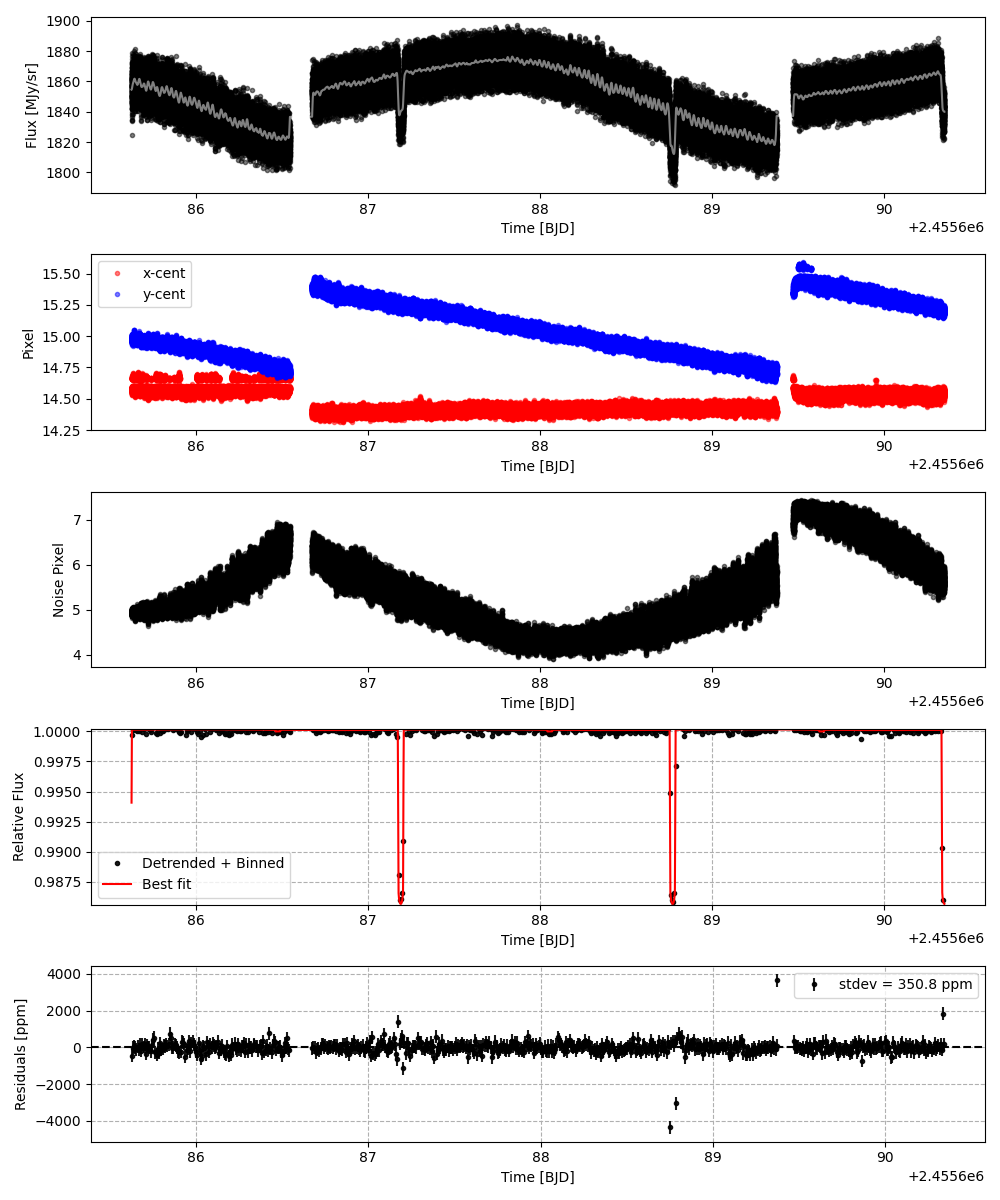 1900
1880
1860
1840
1820
1800
Flux [MJy/sr]
86 87 88 89 90
Time [BJD]
+2.4556e6
x-cent
y-cent
15.50
15.25
15.00
14.75
14.50
14.25
Pixel
86 87 88 89 90
Time [BJD]
+2.4556e6
7
6
5
4
Noise Pixel
86 87 88 89 90
Time [BJD]
+2.4556e6
1.0000
0.9975
0.9950
0.9925
0.9900
0.9875
Relative Flux
Detrended + Binned
Best fit
86 87 88 89 90
Time [BJD]
+2.4556e6
4000
2000
0
−2000
−4000
Residuals [ppm]
stdev = 350.8 ppm
86 87 88 89 90
Time [BJD]
+2.4556e6